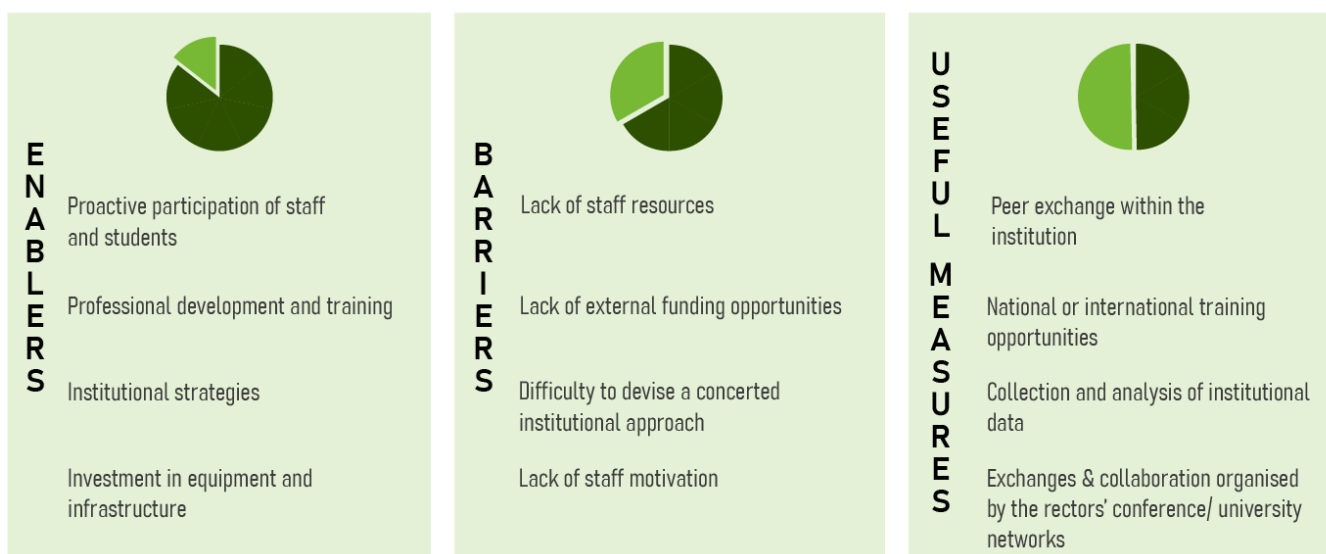 ENABLERS
Proactive participation of staff
and students
Professional development and training
Institutional strategies
Investment in equipment and
infrastructure
BARRIERS
Lack of staff resources
Lack of external funding opportunities
Difficulty to devise a concerted
institutional approach
Lack of staff motivation
USEFUL MEASURES
Peer exchange within the
institution
National or international training
opportunities
Collection and analysis of institutional
data
Exchanges & collaboration organised
by the rectors' conference/ university
networks